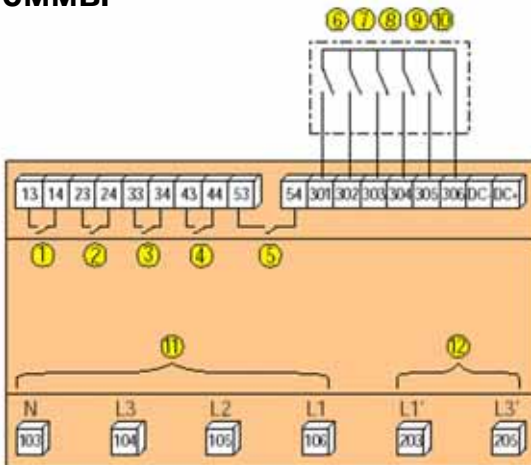 ⑥ ⑦ ⑧ ⑨ ⑩
13 14 23 24 33 34 43 44 53 54 301 302 303 304 305 306 DC- DC+
① ② ③ ④ ⑤
⑪ ⑫
N L3 L2 L1 L1' L3'
103 104 105 106 203 205